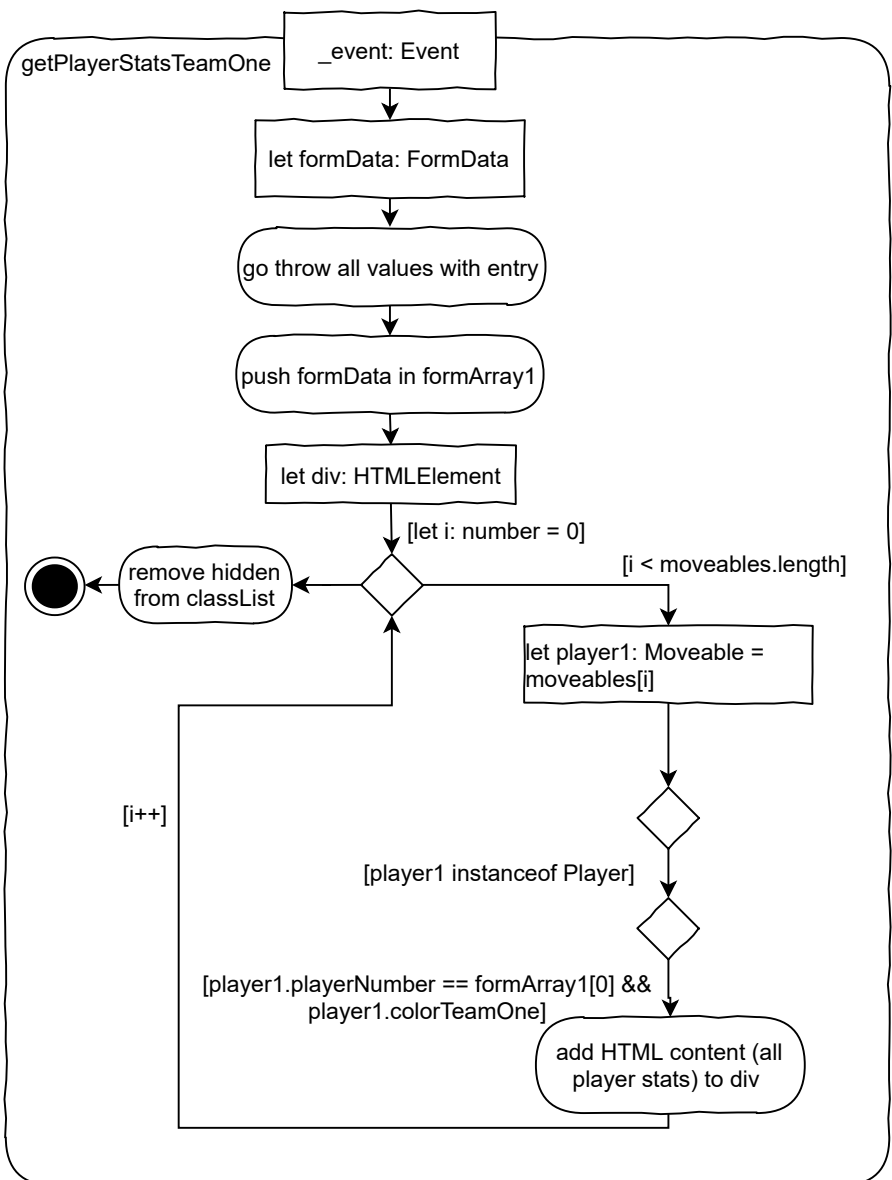 _event: Event
getPlayerStatsTeamOne
let formData: FormData
go throw all values with entry
push formData in formArray1
let div: HTMLElement
[let i: number = 0]
[i < moveables.length]
remove hidden
from classList
let player1: Moveable =
moveables[i]
[i++]
[player1 instanceof Player]
[player1.playerNumber == formArray1[0] &&
player1.colorTeamOne]
add HTML content (all
player stats) to div